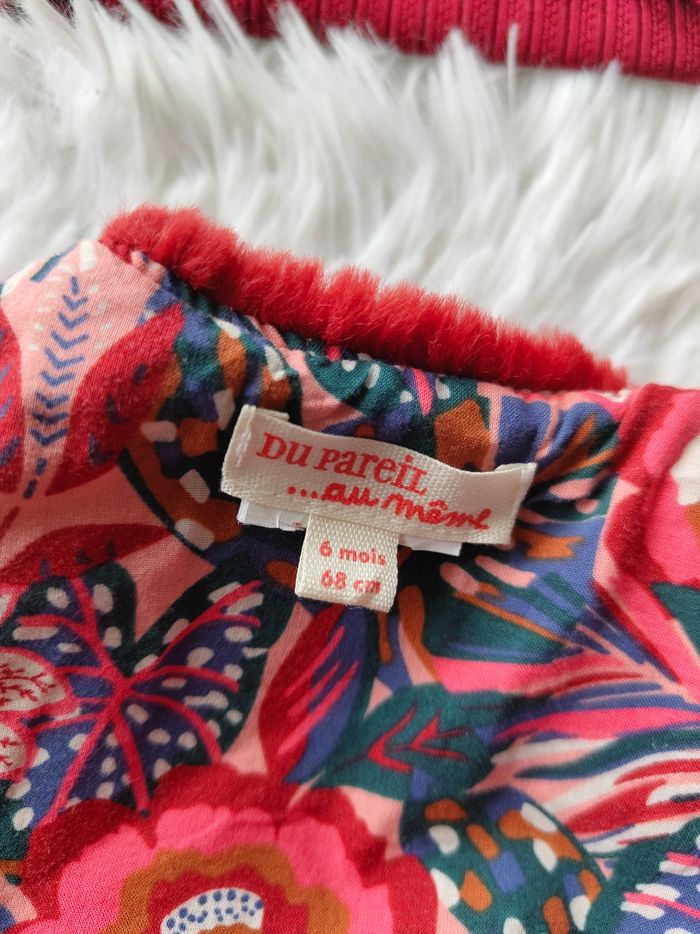 Du Pareil
...au même
6 mois
68 cm